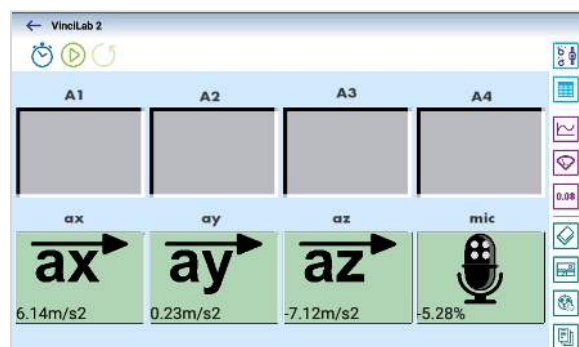 ← VinciLab 2
A1 A2 A3 A4
0.08
ax ay az mic
ax ay az
6.14m/s2 0.23m/s2 -7.12m/s2 -5.28%